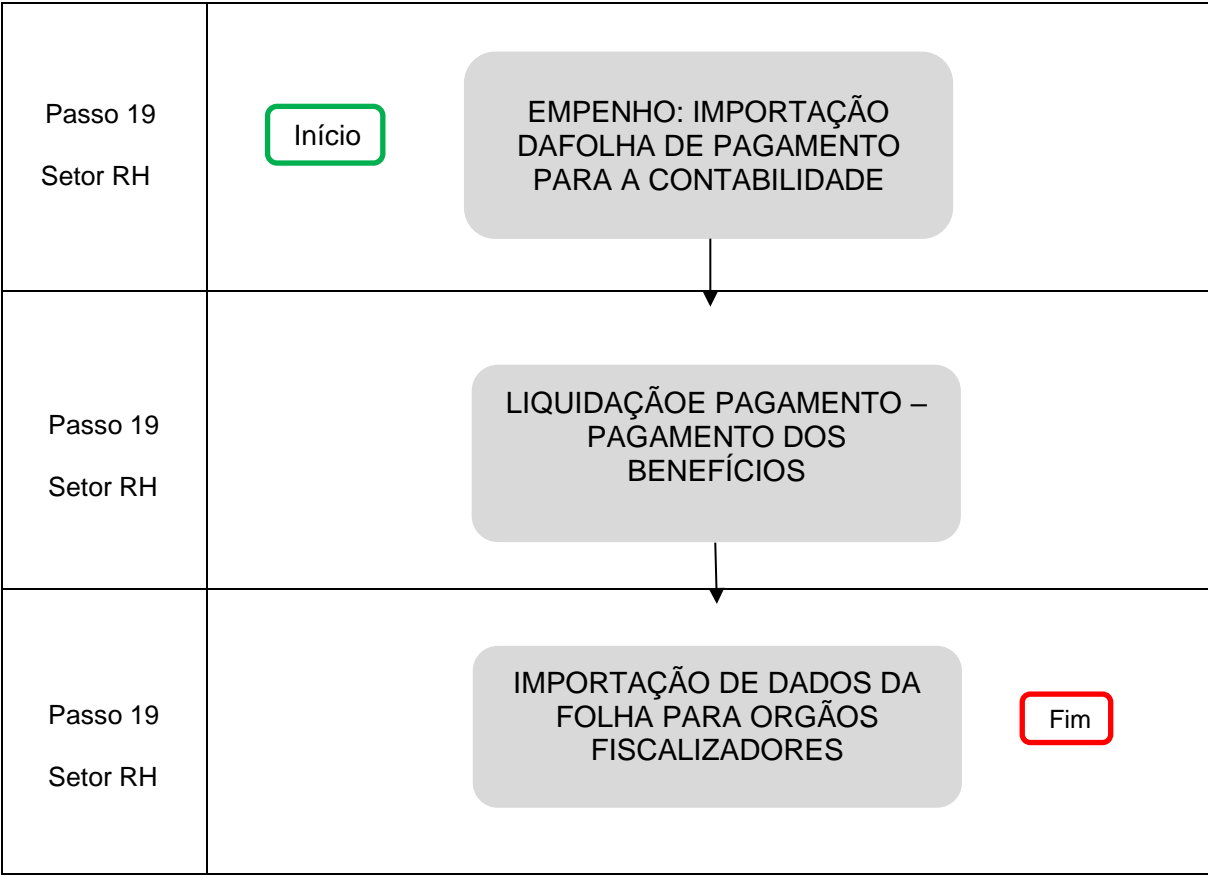 Passo 19
Setor RH
Início
EMPENHO: IMPORTAÇÃO
DAFOLHA DE PAGAMENTO
PARA A CONTABILIDADE
Passo 19
Setor RH
LIQUIDAÇÃOE PAGAMENTO –
PAGAMENTO DOS
BENEFÍCIOS
Passo 19
Setor RH
IMPORTAÇÃO DE DADOS DA
FOLHA PARA ORGÃOS
FISCALIZADORES
Fim